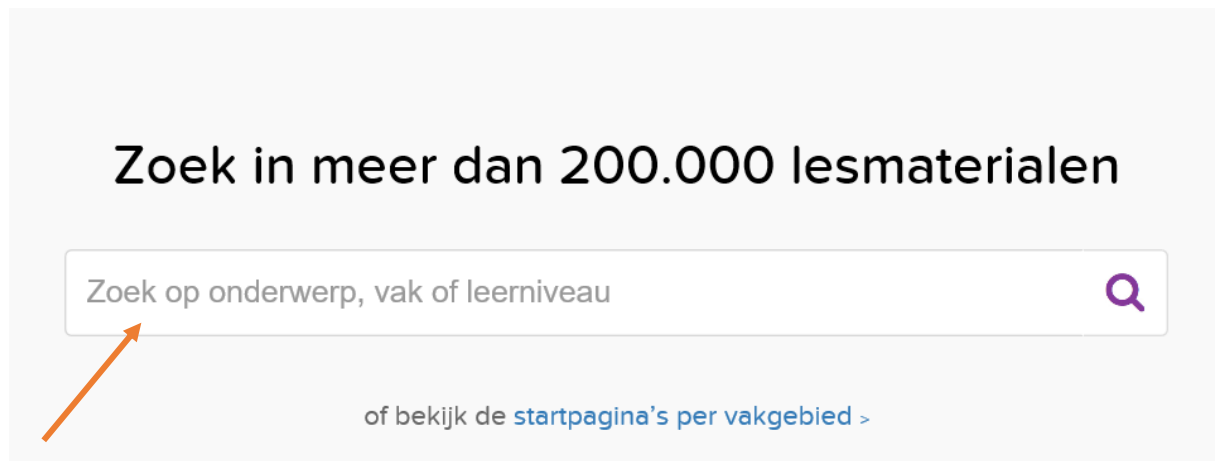 Zoek in meer dan 200.000 lesmaterialen
Zoek op onderwerp, vak of leerniveau
of bekijk de startpagina's per vakgebied >